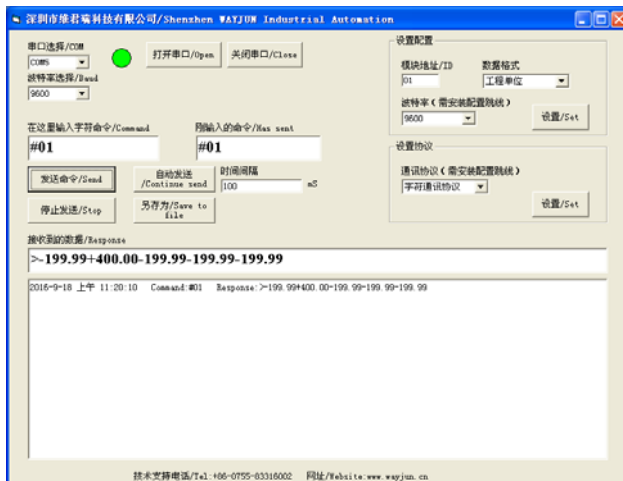 深圳市维君瑞科技有限公司/Shenzhen WAYJUN Industrial Automation
串口选择/COM
COM5
打开串口/Open
关闭串口/Close
波特率选择/Baud
9600
在这里输入字符命令/Command
#01
刚输入的命令/Has sent
#01
发送命令/Send
自动发送
/Continue send
时间间隔
100
mS
停止发送/Stop
另存为/Save to
file
设置配置
模块地址/ID
数据格式
01
工程单位
波特率(需安装配置跳线)
9600
设置/Set
设置协议
通讯协议(需安装配置跳线)
字符通讯协议
设置/Set
接收到的数据/Response
>-199.99+400.00-199.99-199.99-199.99
2016-9-18 上午 11:20:10 Command:#01 Response:>-199.99+400.00-199.99-199.99-199.99
技术支持电话/Tel:+86-0755-83316002 网址/Website:www.wayjun.cn